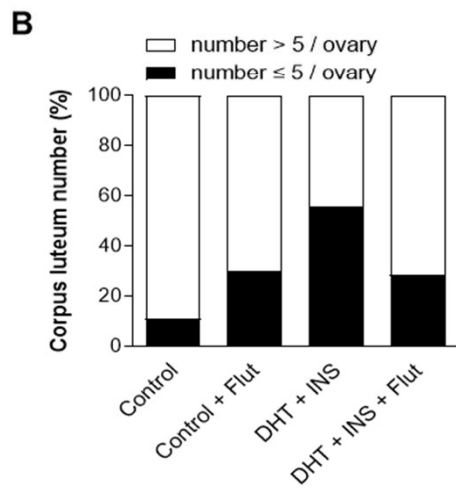 B
number > 5 / ovary
number ≤ 5 / ovary
Corpus luteum number (%)
100
80
60
40
20
0
Control
Control + Flut
DHT + INS
DHT + INS + Flut